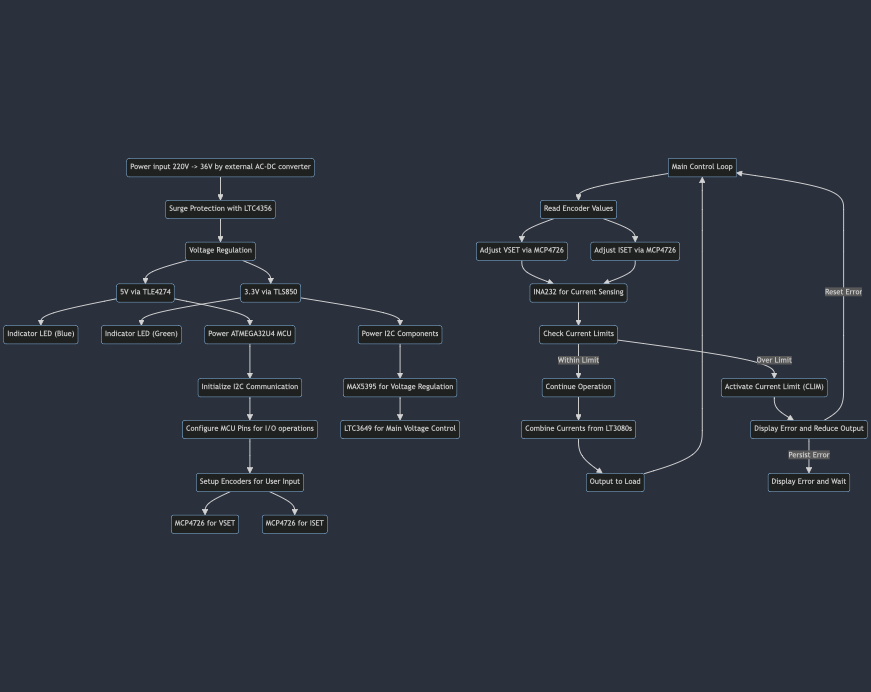 Power input 220V -> 36V by external AC-DC converter
Surge Protection with LTC4356
Voltage Regulation
5V via TLE4274
3.3V via TLS850
Indicator LED (Blue)
Indicator LED (Green)
Power ATMEGA32U4 MCU
Power I2C Components
Initialize I2C Communication
MAX5395 for Voltage Regulation
Configure MCU Pins for I/O operations
LTC3649 for Main Voltage Control
Setup Encoders for User Input
MCP4726 for VSET
MCP4726 for ISET
Main Control Loop
Read Encoder Values
Adjust VSET via MCP4726
Adjust ISET via MCP4726
INA232 for Current Sensing
Reset Error
Check Current Limits
Within Limit
Over Limit
Continue Operation
Activate Current Limit (CLIM)
Combine Currents from LT3080s
Display Error and Reduce Output
Persist Error
Output to Load
Display Error and Wait